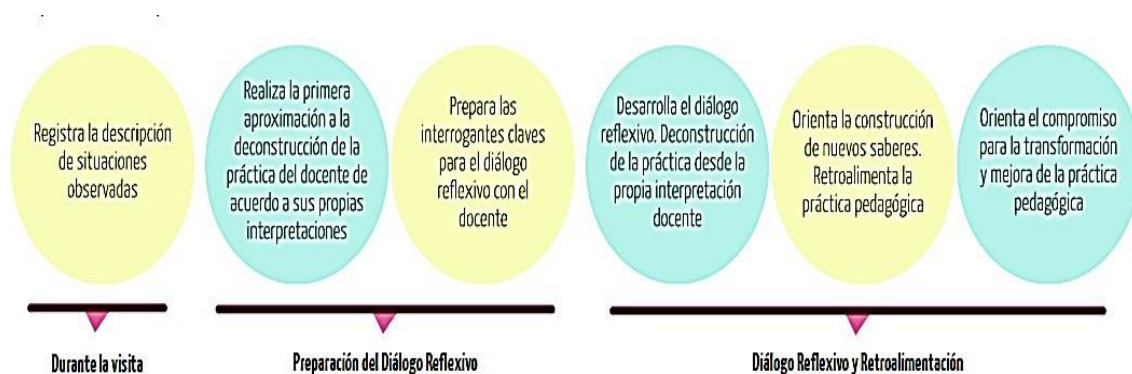 Registra la descripción
de situaciones
observadas
Realiza la primera
aproximación a la
deconstrucción de la
práctica del docente de
acuerdo a sus propias
interpretaciones
Prepara las
interrogantes claves
para el diálogo
reflexivo con el
docente
Desarrolla el diálogo
reflexivo. Deconstrucción
de la práctica desde la
propia interpretación
docente
Orienta la construcción
de nuevos saberes.
Retroalimenta la
práctica pedagógica
Orienta el compromiso
para la transformación
y mejora de la práctica
pedagógica
Durante la visita
Preparación del Diálogo Reflexivo
Diálogo Reflexivo y Retroalimentación